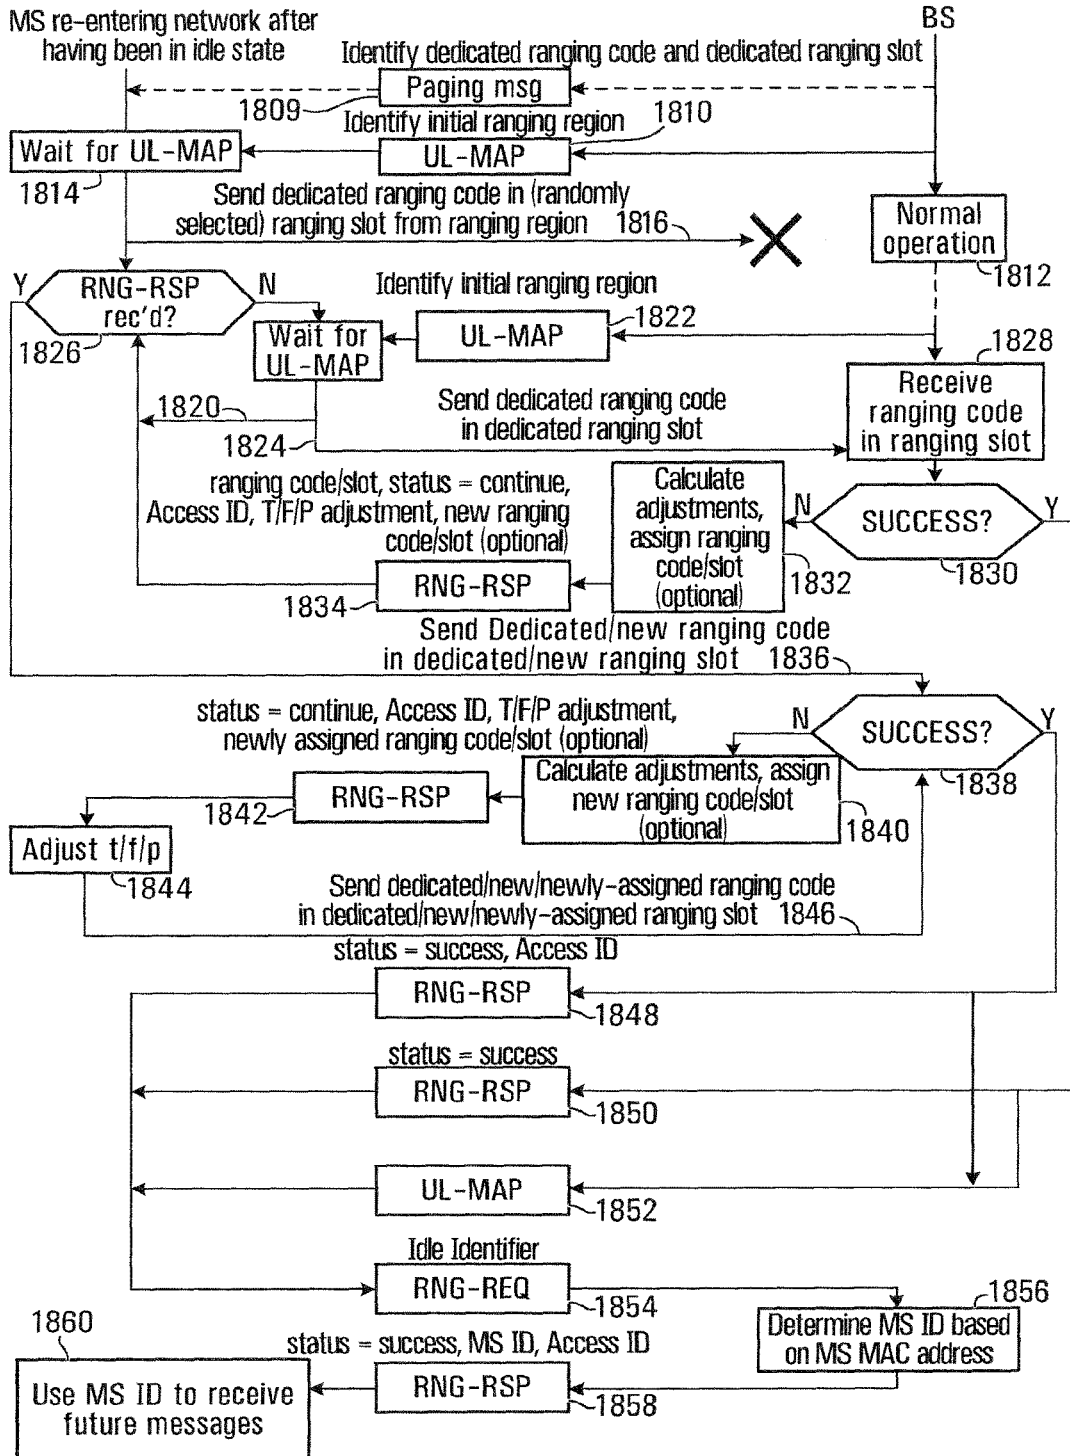 MS re-entering network after
having been in idle state
BS
Identify dedicated ranging code and dedicated ranging slot
Paging msg
1809
Identify initial ranging region
1810
Wait for UL-MAP
UL-MAP
1814
Send dedicated ranging code in (randomly
selected) ranging slot from ranging region
1816
Normal
operation
1812
Y
RNG-RSP
rec'd?
N
1826
Identify initial ranging region
Wait for
UL-MAP
UL-MAP
1822
1828
Receive
ranging code
in ranging slot
1820
1824
Send dedicated ranging code
in dedicated ranging slot
ranging code/slot, status = continue,
Access ID, T/F/P adjustment, new ranging
code/slot (optional)
Calculate
adjustments,
assign ranging
code/slot
(optional)
1832
N
SUCCESS?
Y
1830
RNG-RSP
1834
Send Dedicated/new ranging code
in dedicated/new ranging slot
1836
status = continue, Access ID, T/F/P adjustment,
newly assigned ranging code/slot (optional)
N
SUCCESS?
Y
1838
Calculate adjustments, assign
new ranging code/slot
(optional)
1840
RNG-RSP
1842
Adjust t/f/p
1844
Send dedicated/new/newly-assigned ranging code
in dedicated/new/newly-assigned ranging slot
1846
status = success, Access ID
RNG-RSP
1848
status = success
RNG-RSP
1850
UL-MAP
1852
Idle Identifier
RNG-REQ
1854
1856
Determine MS ID based
on MS MAC address
1860
status = success, MS ID, Access ID
Use MS ID to receive
future messages
RNG-RSP
1858